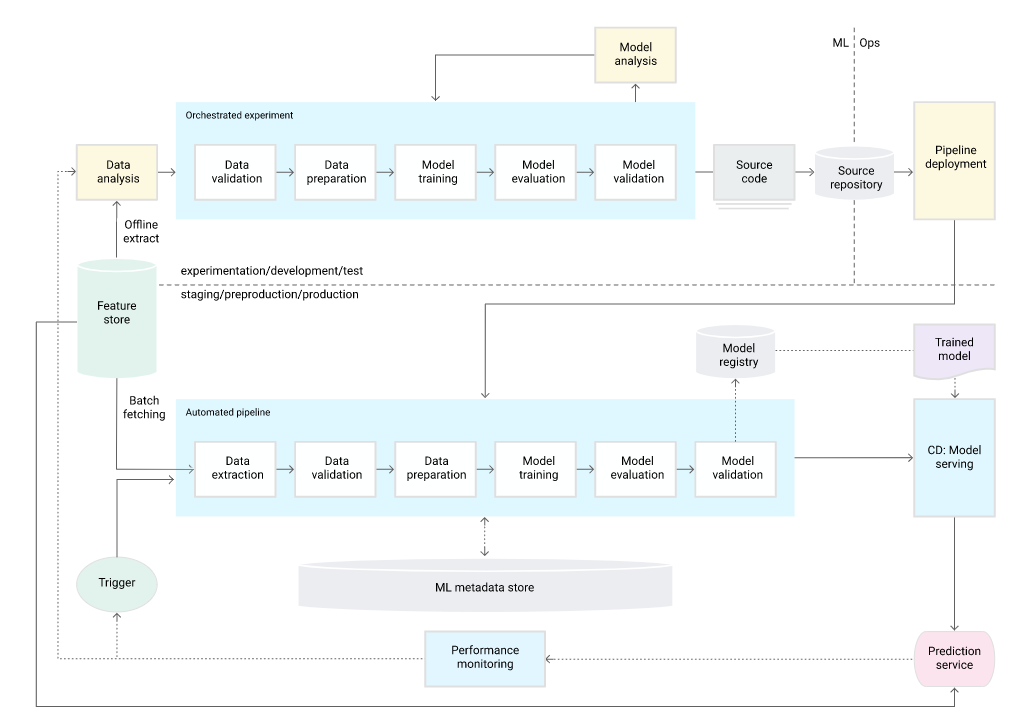 Model
analysis
ML
Ops
Orchestrated experiment
Data
analysis
Data
validation
Data
preparation
Model
training
Model
evaluation
Model
validation
Source
code
Source
repository
Pipeline
deployment
Offline
extract
experimentation/development/test
staging/preproduction/production
Feature
store
Model
registry
Trained
model
Batch
fetching
Automated pipeline
Data
extraction
Data
validation
Data
preparation
Model
training
Model
evaluation
Model
validation
CD: Model
serving
Trigger
ML metadata store
Performance
monitoring
Prediction
service